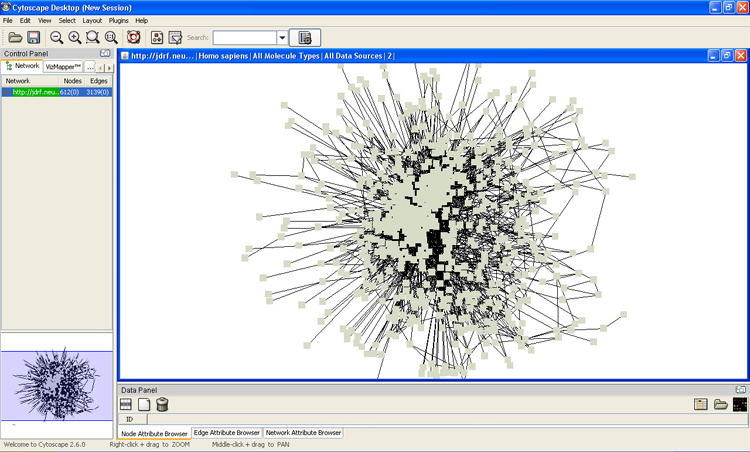 Cytoscape Desktop (New Session)
File Edit View Select Layout Plugins Help
Search:
Control Panel
Network VizMapper™ ...
Network Nodes Edges
http://jdrf.neu... 612(0) 3139(0)
http://jdrf.neu... | Homo sapiens | All Molecule Types | All Data Sources | 2 |
Data Panel
ID
Node Attribute Browser Edge Attribute Browser Network Attribute Browser
Welcome to Cytoscape 2.6.0 Right-click + drag to ZOOM Middle-click + drag to PAN